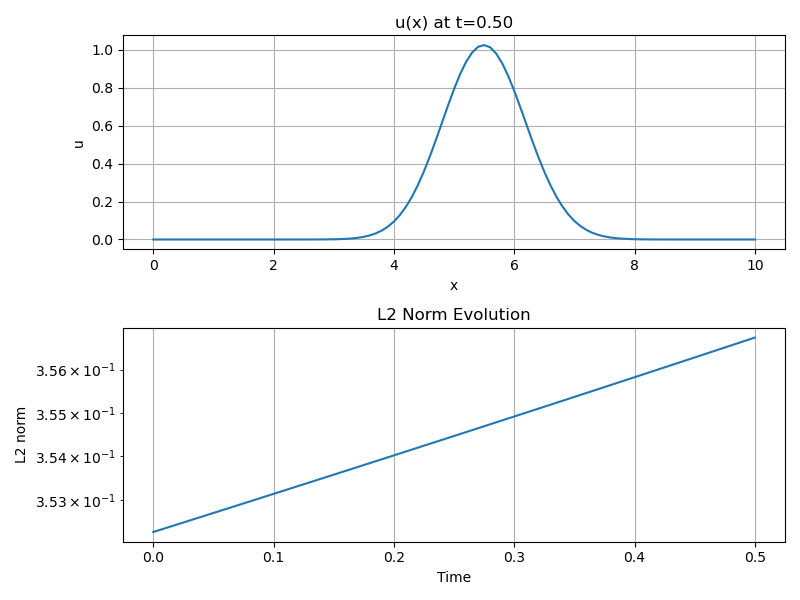 u(x) at t=0.50
1.0
0.8
0.6
0.4
0.2
0.0
u
0 2 4 6 8 10
x
L2 Norm Evolution
3.56 × 10⁻¹
3.55 × 10⁻¹
3.54 × 10⁻¹
3.53 × 10⁻¹
L2 norm
0.0 0.1 0.2 0.3 0.4 0.5
Time